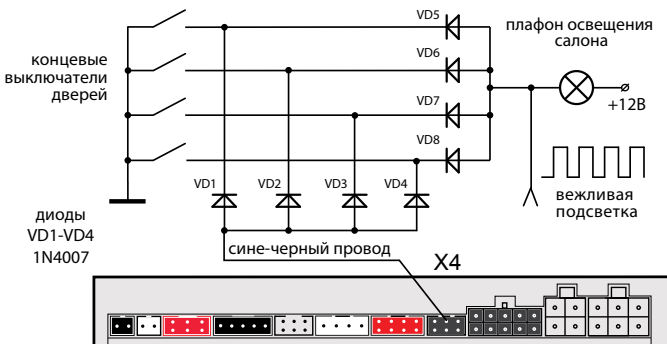 VD5
плафон освещения
салона
концевые
выключатели
дверей
VD6
+12В
VD7
VD8
VD1
VD2
VD3
VD4
вежливая
подсветка
диоды
VD1-VD4
1N4007
сине-черный провод
X4